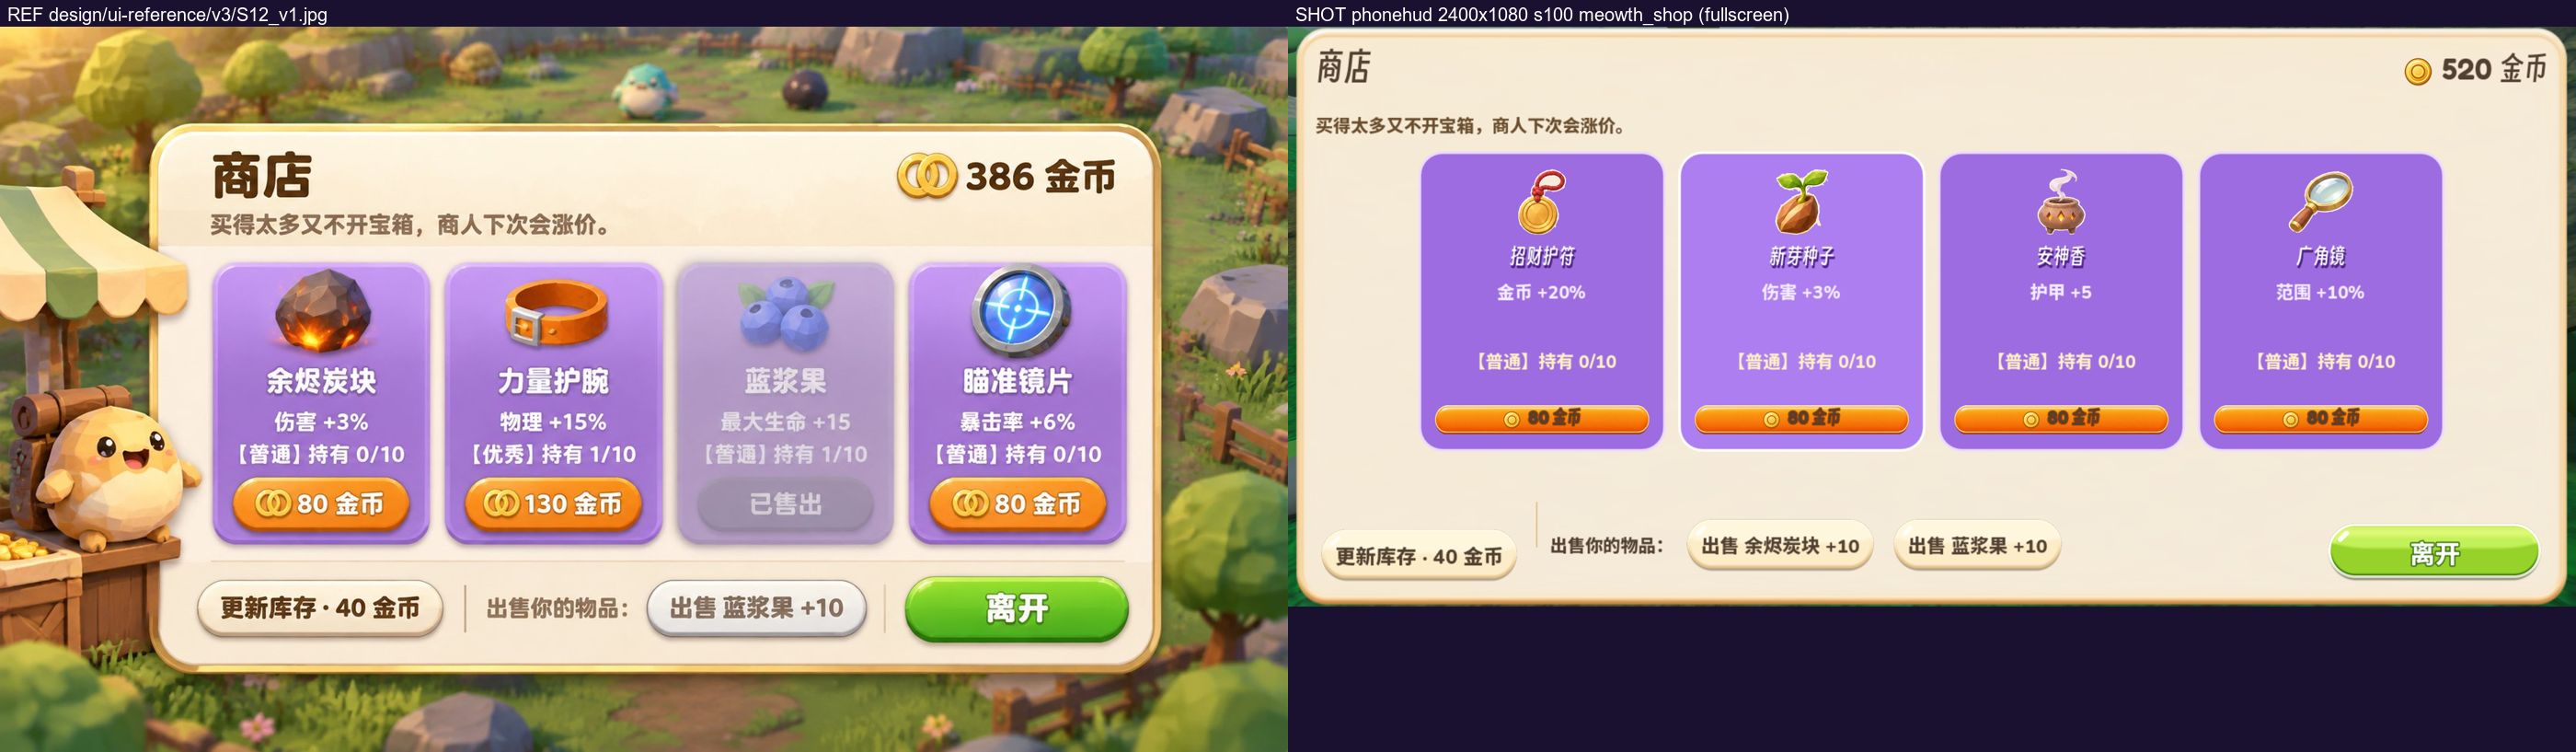 REF design/ui-reference/v3/S12_v1.jpg
商店
386 金币
买得太多又不开宝箱，商人下次会涨价。
余烬炭块
伤害 +3%
【普通】持有 0/10
80 金币
力量护腕
物理 +15%
【优秀】持有 1/10
130 金币
蓝浆果
最大生命 +15
【普通】持有 1/10
已售出
瞄准镜片
暴击率 +6%
【普通】持有 0/10
80 金币
更新库存 · 40 金币
出售你的物品：
出售 蓝浆果 +10
离开
SHOT phonehud 2400x1080 s100 meowth_shop (fullscreen)
商店
520 金币
买得太多又不开宝箱，商人下次会涨价。
招财护符
金币 +20%
【普通】持有 0/10
80 金币
新芽种子
伤害 +3%
【普通】持有 0/10
80 金币
安神香
护甲 +5
【普通】持有 0/10
80 金币
广角镜
范围 +10%
【普通】持有 0/10
80 金币
更新库存 · 40 金币
出售你的物品：
出售 余烬炭块 +10
出售 蓝浆果 +10
离开